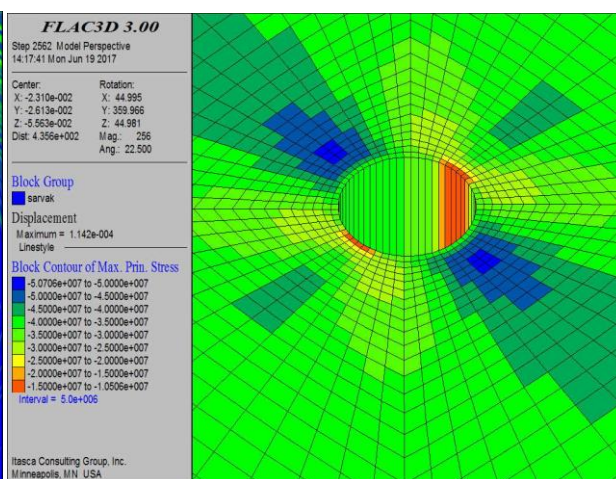 FLAC3D 3.00
Step 2562 Model Perspective
14:17:41 Mon Jun 19 2017
Center: Rotation:
X: -2.310e-002 X: 44.995
Y: -2.613e-002 Y: 359.966
Z: -5.563e-002 Z: 44.981
Dist: 4.356e+002 Mag.: 256
Ang.: 22.500
Block Group
sarvak
Displacement
Maximum = 1.142e-004
Linestyle
Block Contour of Max. Prin. Stress
-5.0706e+007 to -5.0000e+007
-5.0000e+007 to -4.5000e+007
-4.5000e+007 to -4.0000e+007
-4.0000e+007 to -3.5000e+007
-3.5000e+007 to -3.0000e+007
-3.0000e+007 to -2.5000e+007
-2.5000e+007 to -2.0000e+007
-2.0000e+007 to -1.5000e+007
-1.5000e+007 to -1.0506e+007
Interval = 5.0e+006
Itasca Consulting Group, Inc.
Minneapolis, MN USA